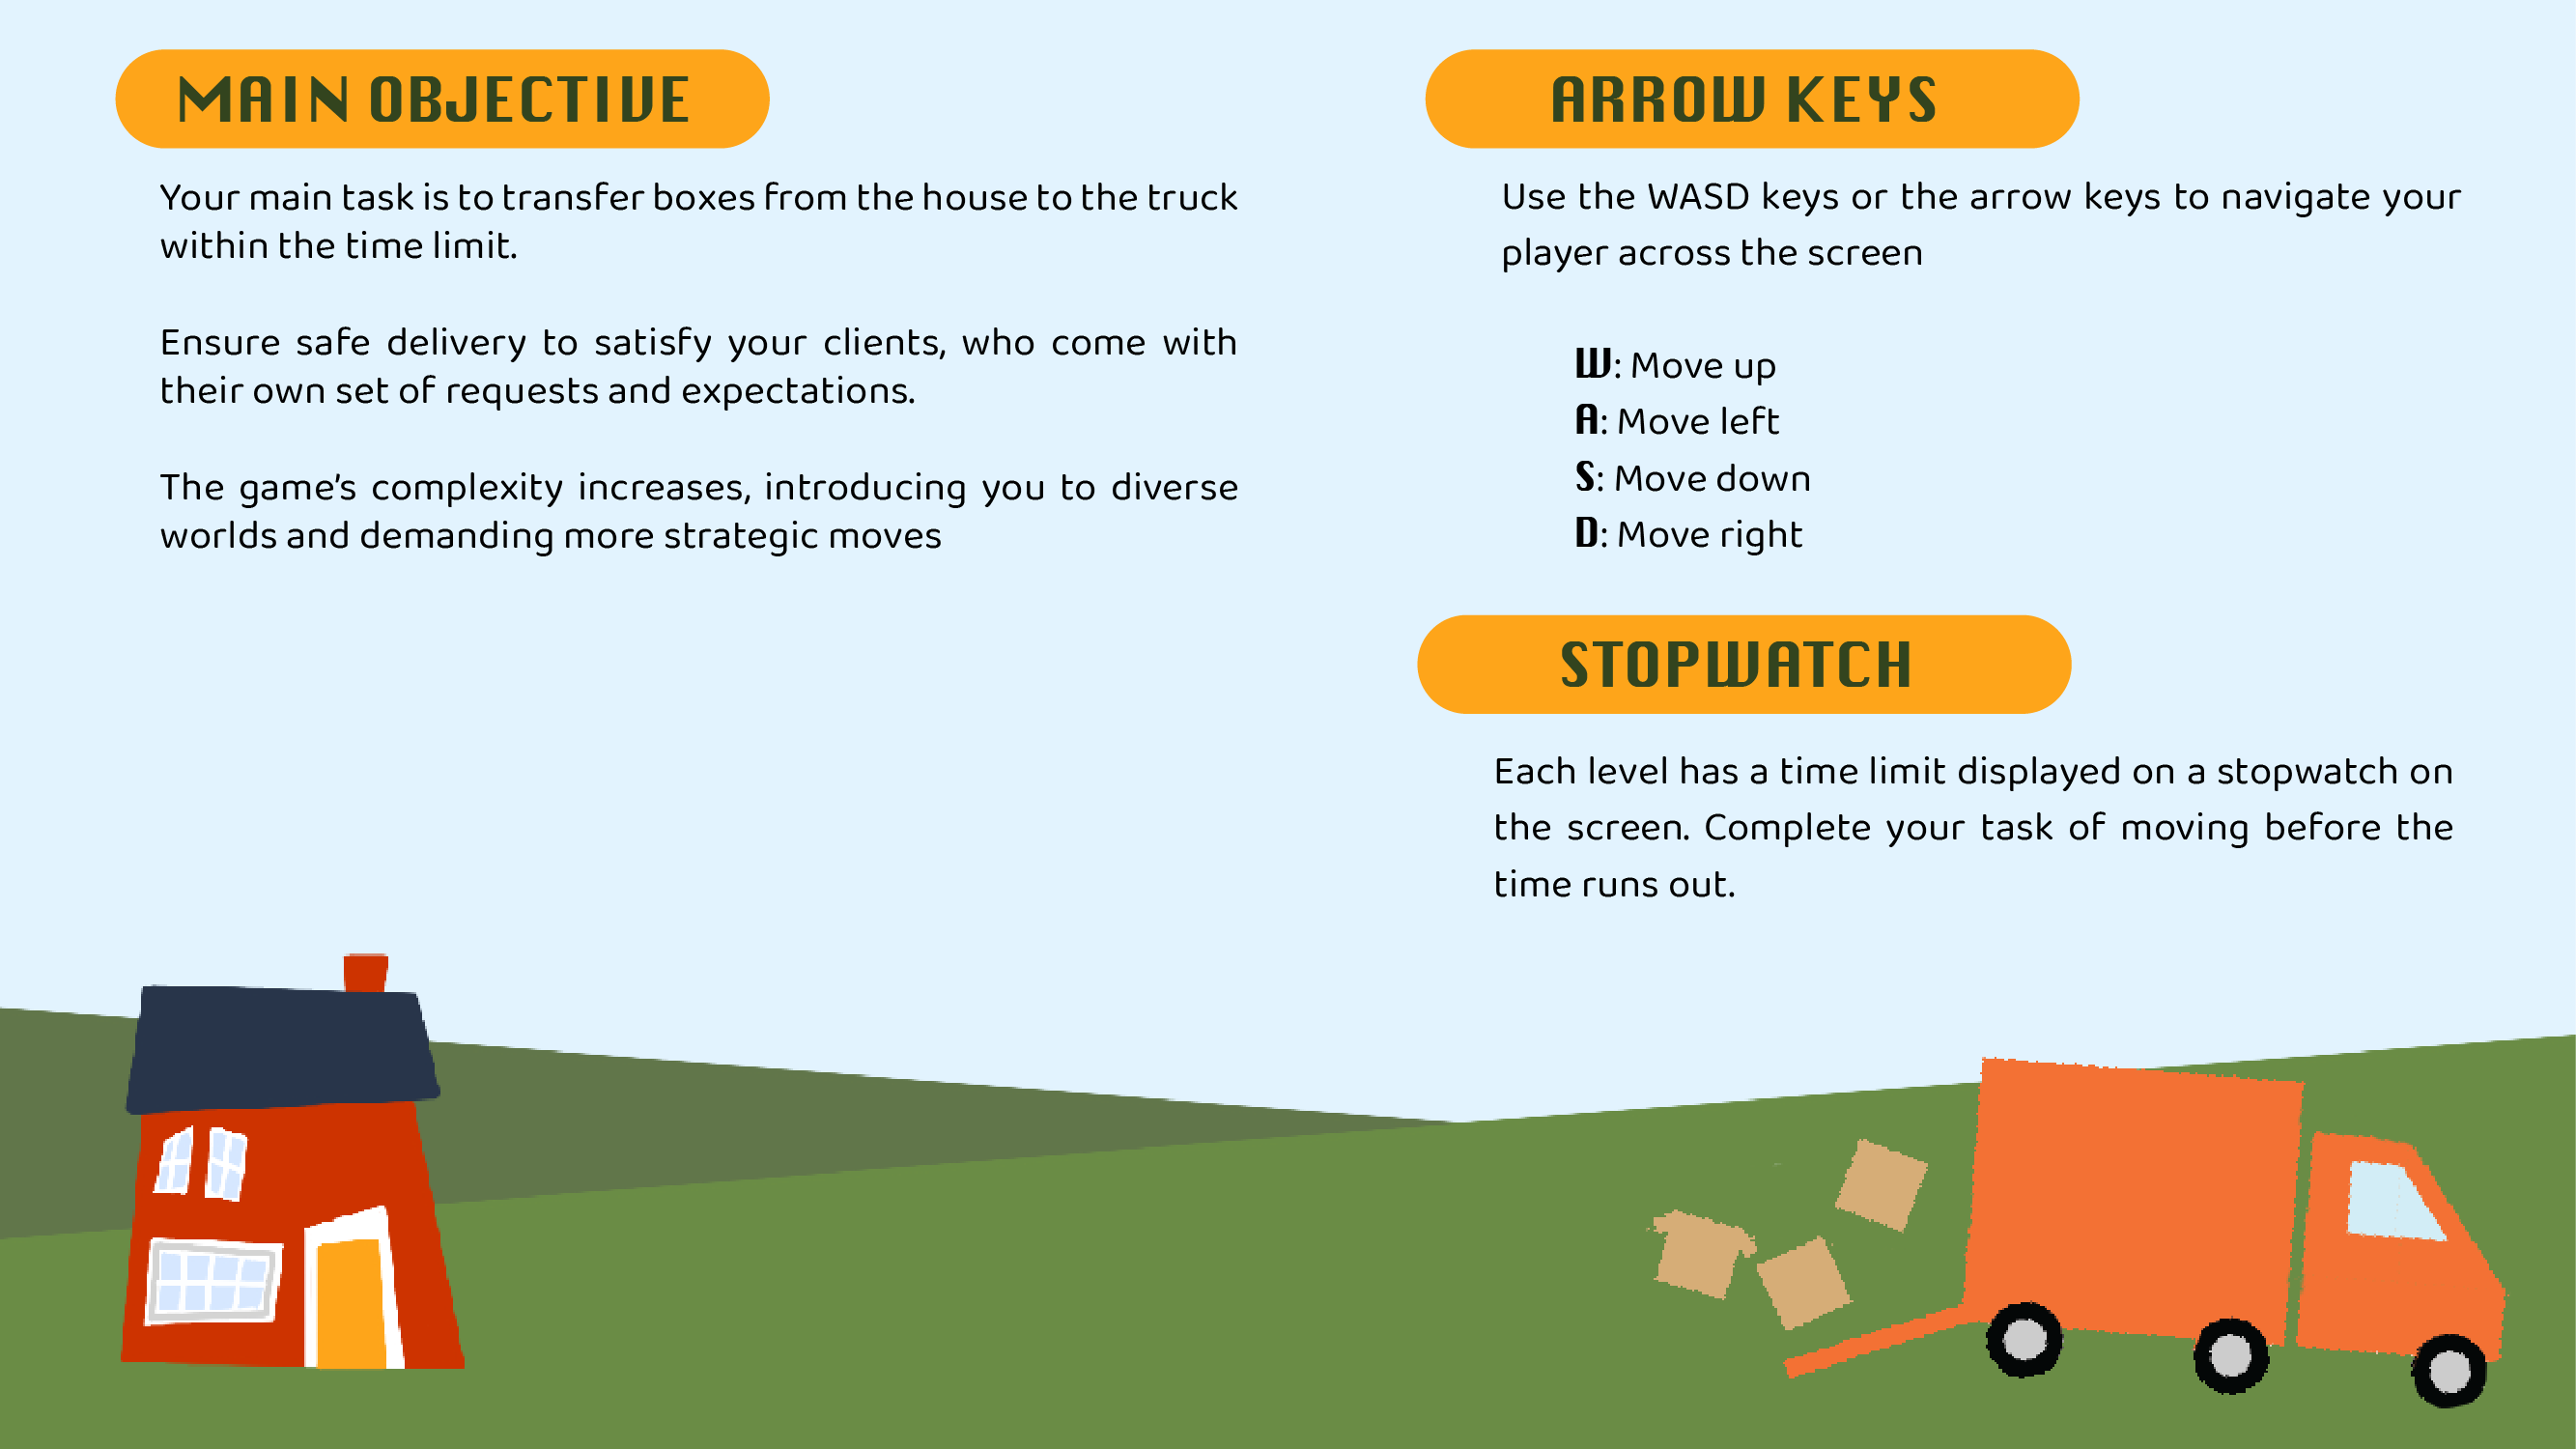 MAIN OBJECTIVE
Your main task is to transfer boxes from the house to the truck
within the time limit.
Ensure safe delivery to satisfy your clients, who come with
their own set of requests and expectations.
The game's complexity increases, introducing you to diverse
worlds and demanding more strategic moves
ARROW KEYS
Use the WASD keys or the arrow keys to navigate your
player across the screen
W: Move up
A: Move left
S: Move down
D: Move right
STOPWATCH
Each level has a time limit displayed on a stopwatch on
the screen. Complete your task of moving before the
time runs out.